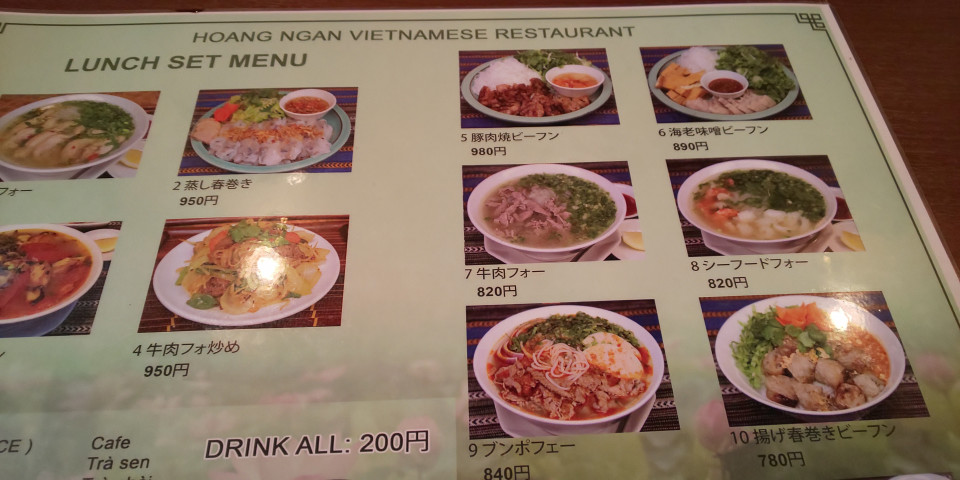 HOANG NGAN VIETNAMESE RESTAURANT
LUNCH SET MENU
フォー
2 蒸し春巻き
950円
4 牛肉フォ炒め
950円
5 豚肉焼ビーフン
980円
6 海老味噌ビーフン
890円
7 牛肉フォー
820円
8 シーフードフォー
820円
9 ブンボフェー
840円
10 揚げ春巻きビーフン
780円
CE )
Cafe
Trà sen
DRINK ALL: 200円